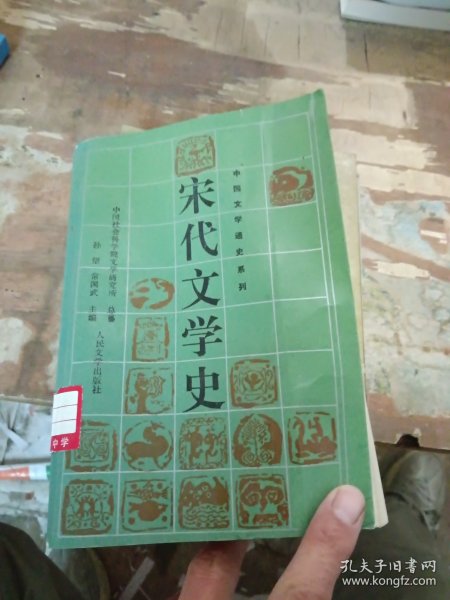 中国文学通史系列
宋代文学史
中国社会科学院文学研究所 总纂
孙望 常国武 主编
人民文学出版社
中学
孔夫子旧书网
www.kongfz.com